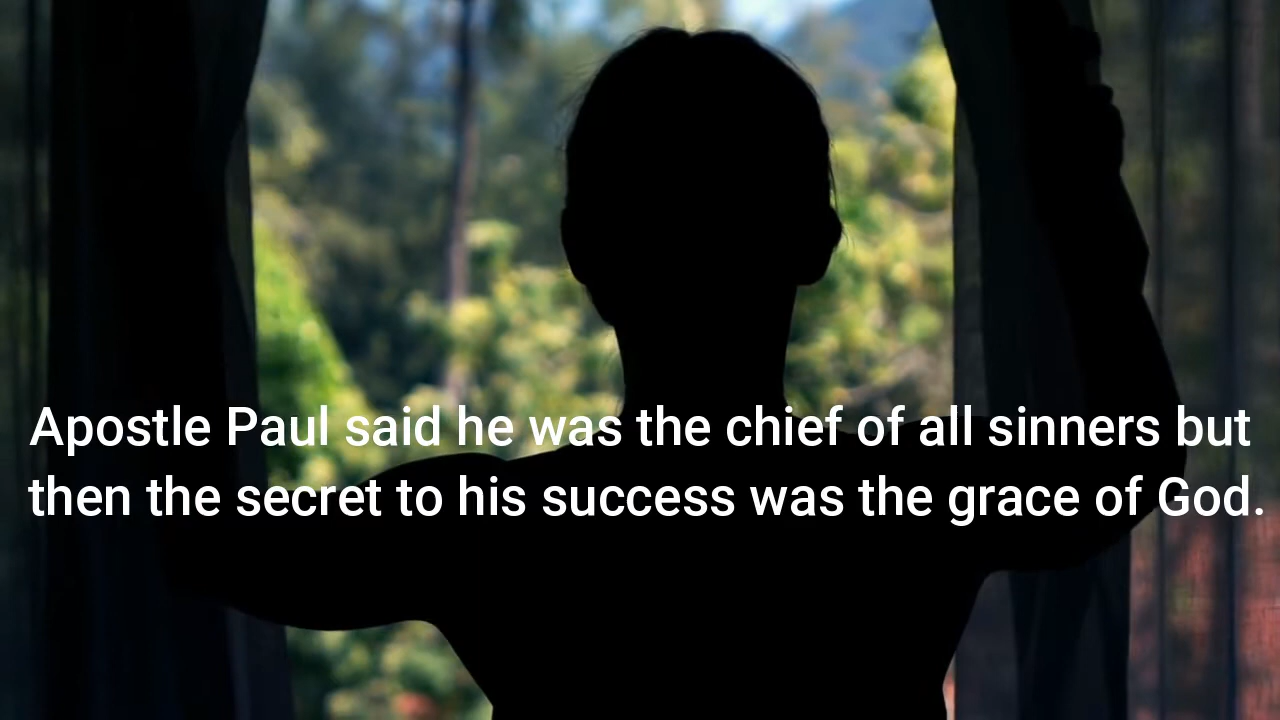 Apostle Paul said he was the chief of all sinners but
then the secret to his success was the grace of God.